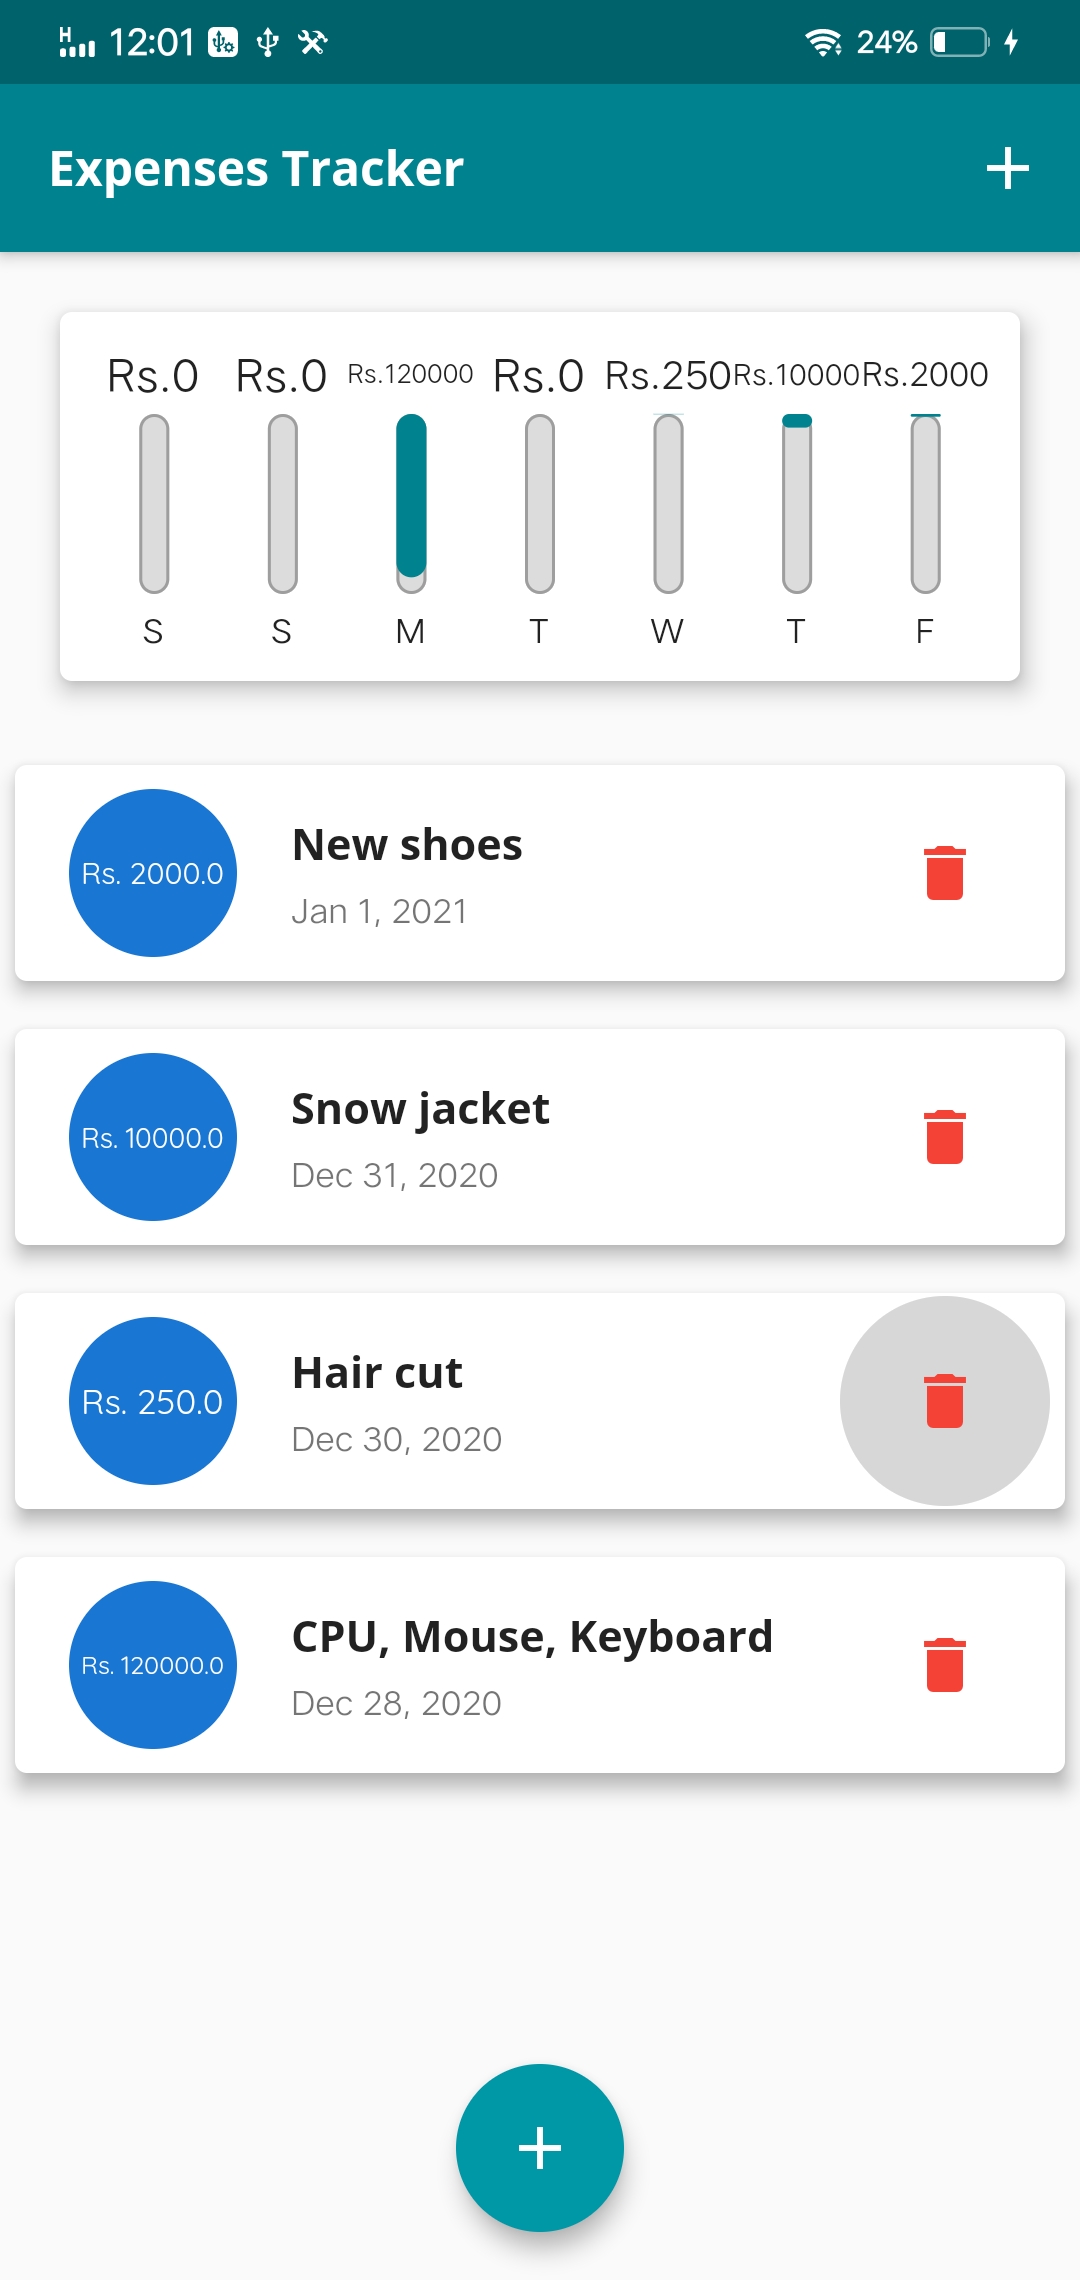 H 12:01 24%
Expenses Tracker
Rs.0 Rs.0 Rs.120000 Rs.0 Rs.250 Rs.10000 Rs.2000
S S M T W T F
Rs. 2000.0
New shoes
Jan 1, 2021
Rs. 10000.0
Snow jacket
Dec 31, 2020
Rs. 250.0
Hair cut
Dec 30, 2020
Rs. 120000.0
CPU, Mouse, Keyboard
Dec 28, 2020